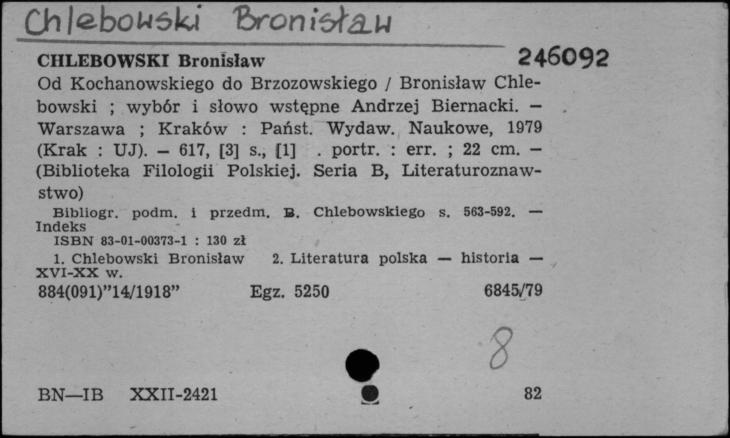 Chlebowski Bronisław
CHLEBOWSKI Bronisław 246092
Od Kochanowskiego do Brzozowskiego / Bronisław Chle-
bowski ; wybór i słowo wstępne Andrzej Biernacki. —
Warszawa ; Kraków : Państ. Wydaw. Naukowe, 1979
(Krak : UJ). — 617, [3] s., [1] . portr. : err. ; 22 cm. —
(Biblioteka Filologii Polskiej. Seria B, Literaturoznaw-
stwo)
Bibliogr. podm. i przedm. B. Chlebowskiego s. 563-592. —
Indeks
ISBN 83-01-00373-1 : 130 zł
1. Chlebowski Bronisław 2. Literatura polska — historia —
XVI-XX w.
884(091)”14/1918” Egz. 5250 6845/79
8
BN—IB XXII-2421 82